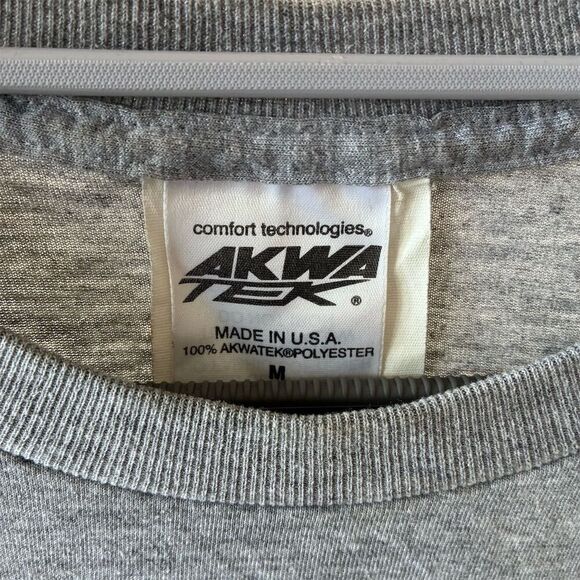 comfort technologies®
AKWA
TEK®
MADE IN U.S.A.
100% AKWATEK®POLYESTER
M